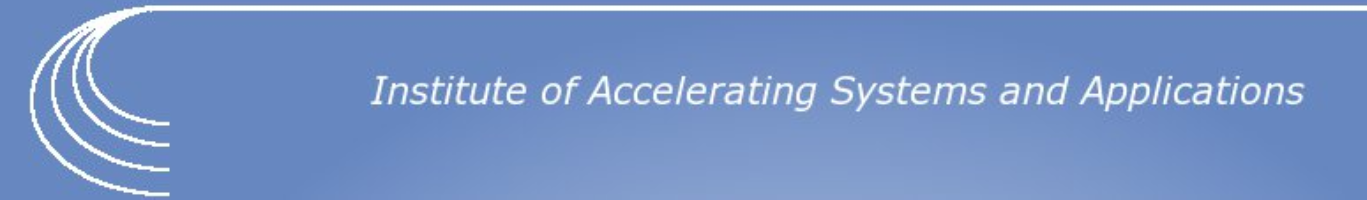 Institute of Accelerating Systems and Applications